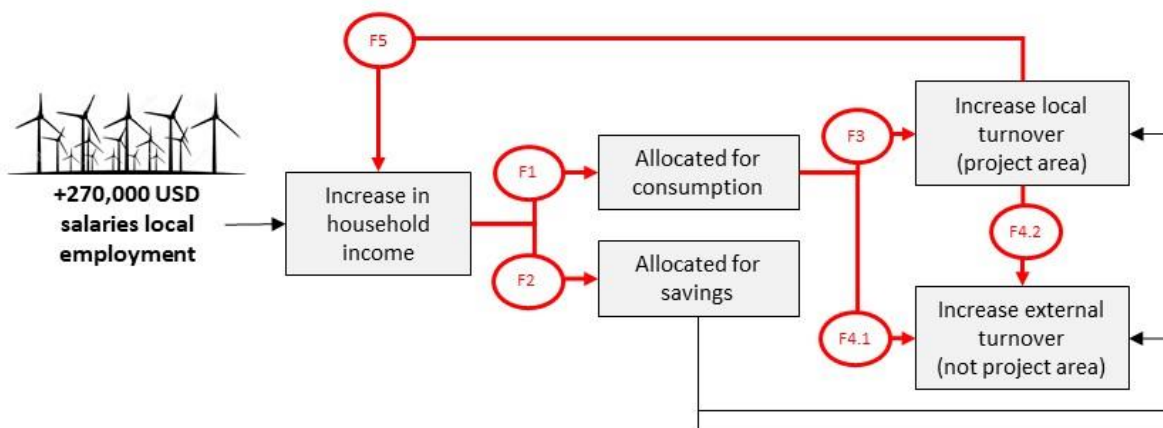 F5
Increase local
turnover
(project area)
F3
F1
Allocated for
consumption
+270,000 USD
salaries local
employment
Increase in
household
income
F4.2
F2
Allocated for
savings
Increase external
turnover
(not project area)
F4.1